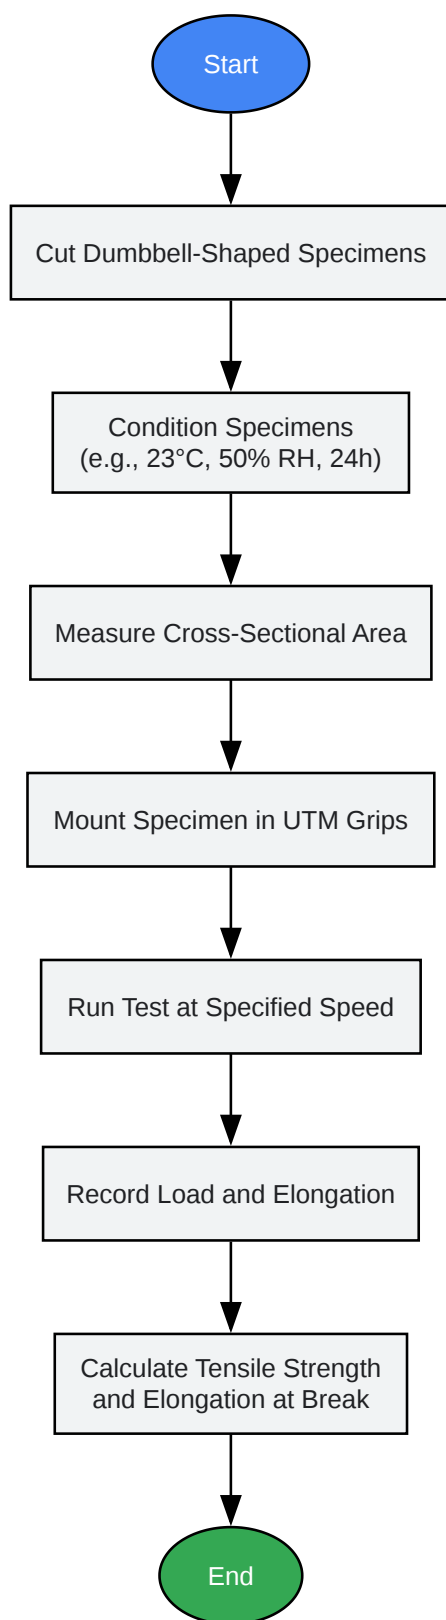 Start
Cut Dumbbell-Shaped Specimens
Condition Specimens
(e.g., 23°C, 50% RH, 24h)
Measure Cross-Sectional Area
Mount Specimen in UTM Grips
Run Test at Specified Speed
Record Load and Elongation
Calculate Tensile Strength
and Elongation at Break
End